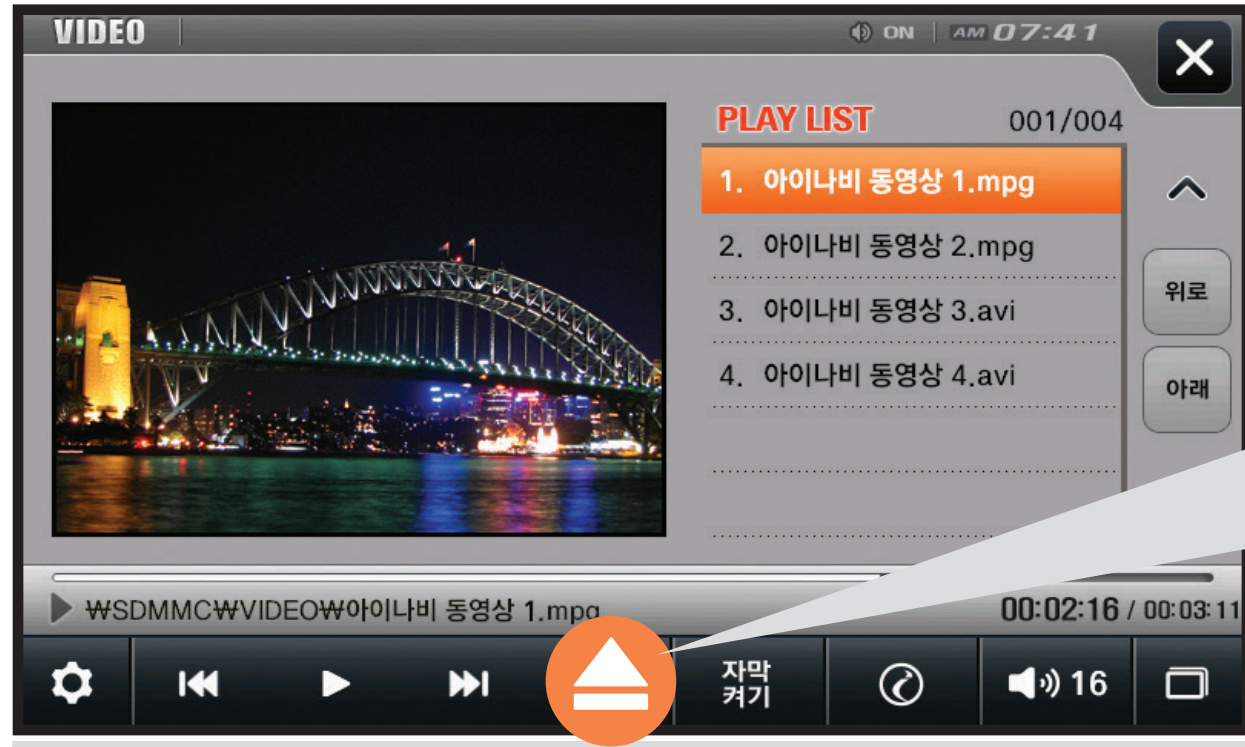 VIDEO
ON
AM 07:41
PLAY LIST
001/004
1. 아이나비 동영상 1.mpg
2. 아이나비 동영상 2.mpg
3. 아이나비 동영상 3.avi
4. 아이나비 동영상 4.avi
위로
아래
₩SDMMC₩VIDEO₩아이나비 동영상 1.mpg
00:02:16 / 00:03:11
자막
켜기
16